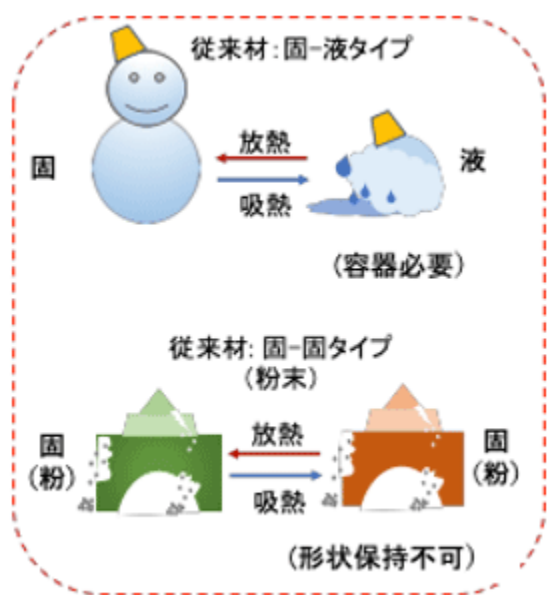 従来材：固-液タイプ
放熱
固
液
吸熱
（容器必要）
従来材: 固-固タイプ
（粉末）
固
（粉）
放熱
固
（粉）
吸熱
（形状保持不可）